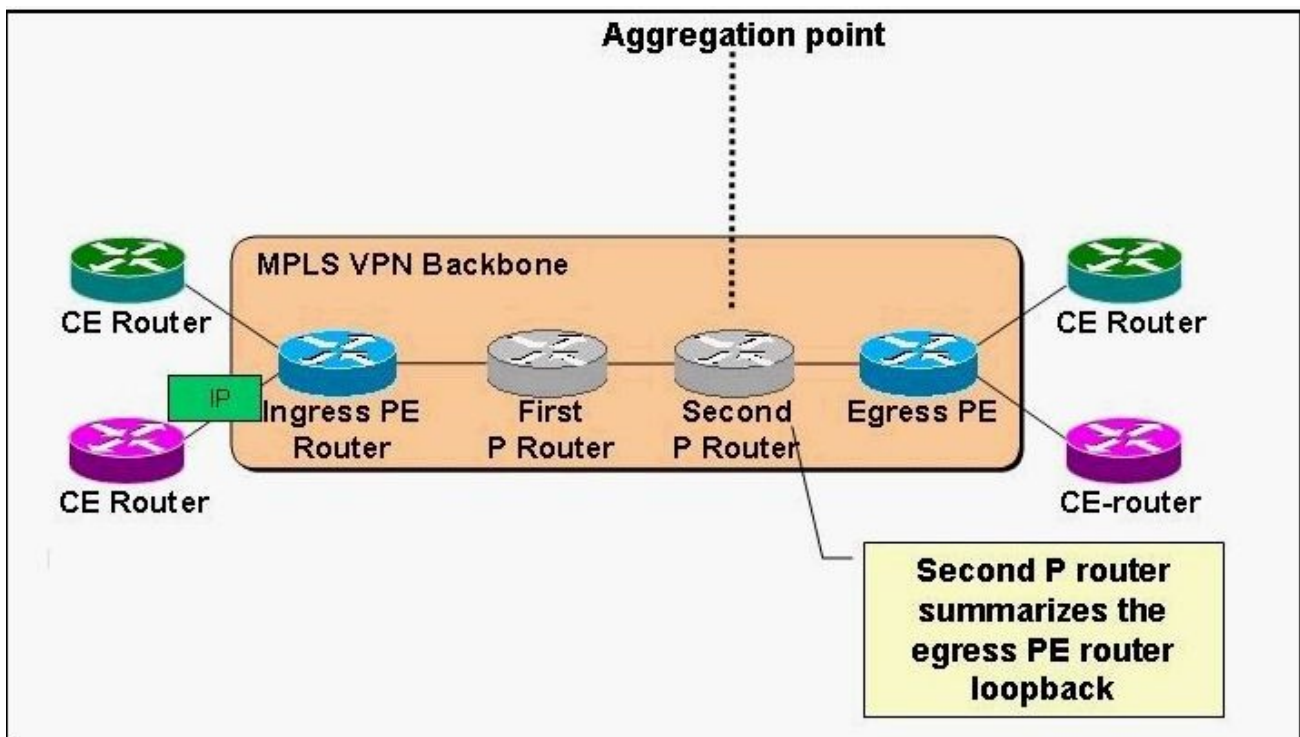 Aggregation point
MPLS VPN Backbone
CE Router
CE Router
IP
Ingress PE
Router
First
P Router
Second
P Router
Egress PE
CE Router
CE-router
Second P router
summarizes the
egress PE router
loopback